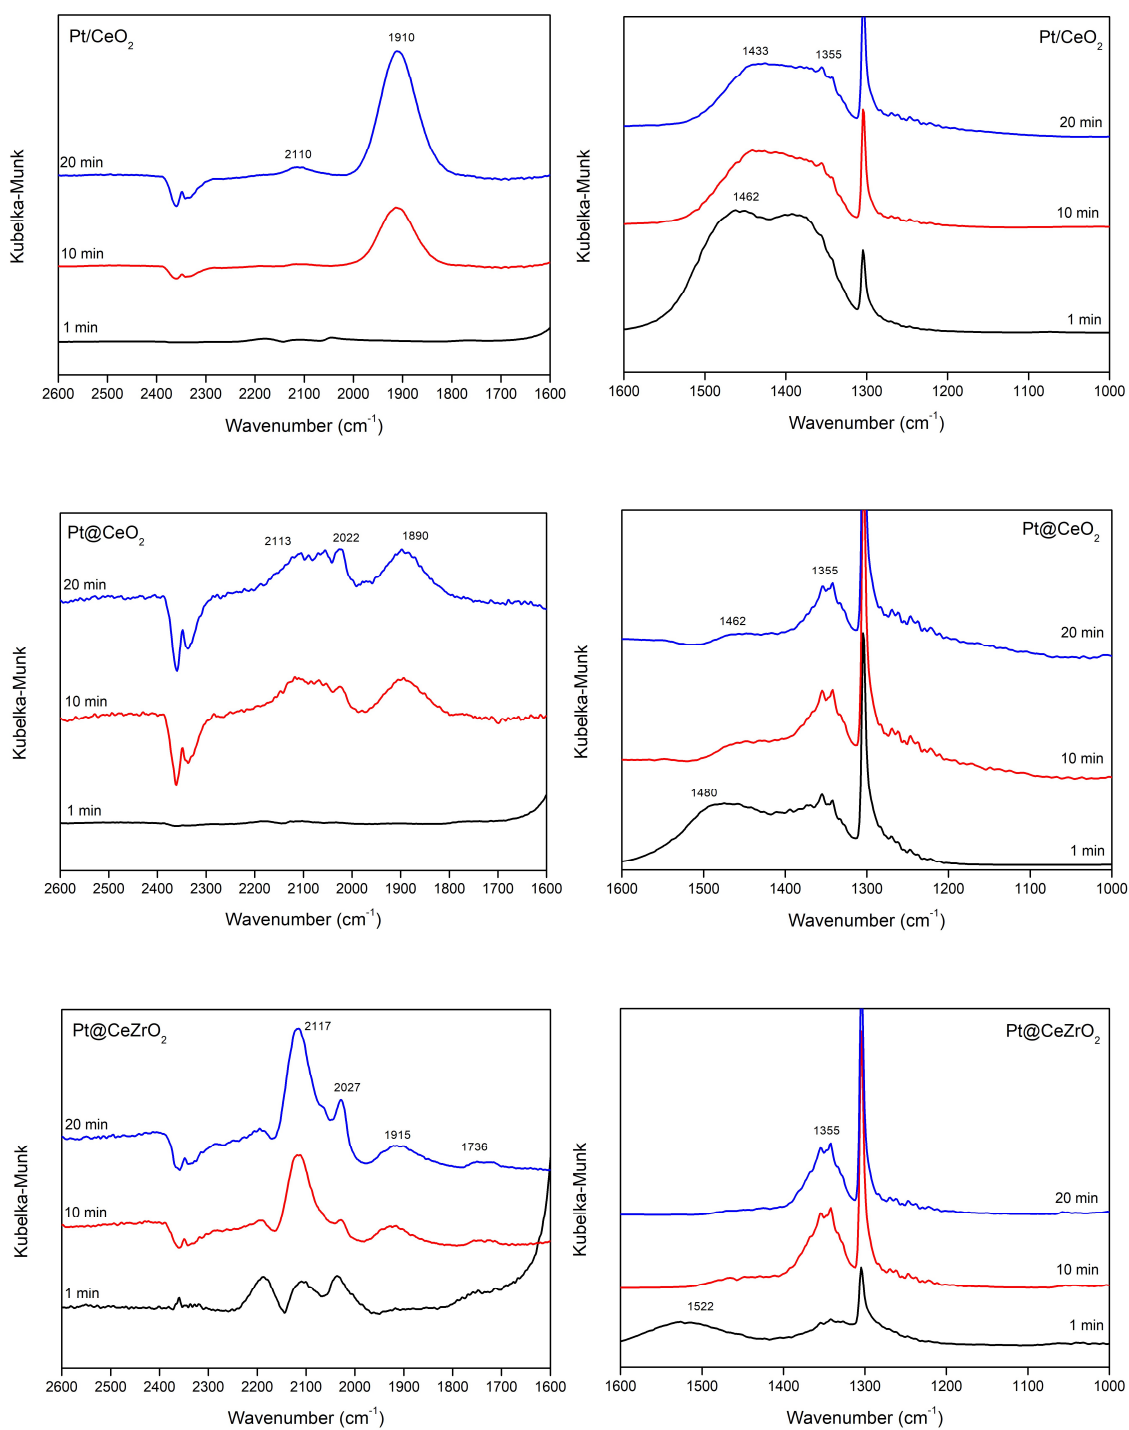 Pt/CeO2
1910
2110
20 min
10 min
1 min
Kubelka-Munk
2600 2500 2400 2300 2200 2100 2000 1900 1800 1700 1600
Wavenumber (cm-1)
Pt/CeO2
1433
1355
20 min
1462
10 min
1 min
Kubelka-Munk
1600 1500 1400 1300 1200 1100 1000
Wavenumber (cm-1)
Pt@CeO2
2113
2022
1890
20 min
10 min
1 min
Kubelka-Munk
2600 2500 2400 2300 2200 2100 2000 1900 1800 1700 1600
Wavenumber (cm-1)
Pt@CeO2
1355
1462
20 min
10 min
1480
1 min
Kubelka-Munk
1600 1500 1400 1300 1200 1100 1000
Wavenumber (cm-1)
Pt@CeZrO2
2117
2027
20 min
1915
1736
10 min
1 min
Kubelka-Munk
2600 2500 2400 2300 2200 2100 2000 1900 1800 1700 1600
Wavenumber (cm-1)
Pt@CeZrO2
1355
20 min
10 min
1522
1 min
Kubelka-Munk
1600 1500 1400 1300 1200 1100 1000
Wavenumber (cm-1)